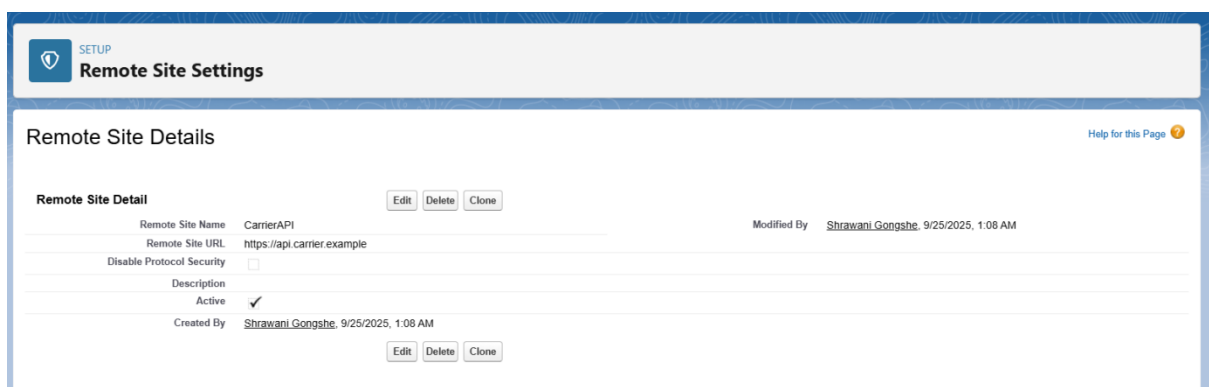 SETUP
Remote Site Settings
Remote Site Details
Help for this Page ?
Remote Site Detail Edit Delete Clone
Remote Site Name CarrierAPI Modified By Shrawani Gongshe, 9/25/2025, 1:08 AM
Remote Site URL https://api.carrier.example
Disable Protocol Security
Description
Active ✓
Created By Shrawani Gongshe, 9/25/2025, 1:08 AM
Edit Delete Clone